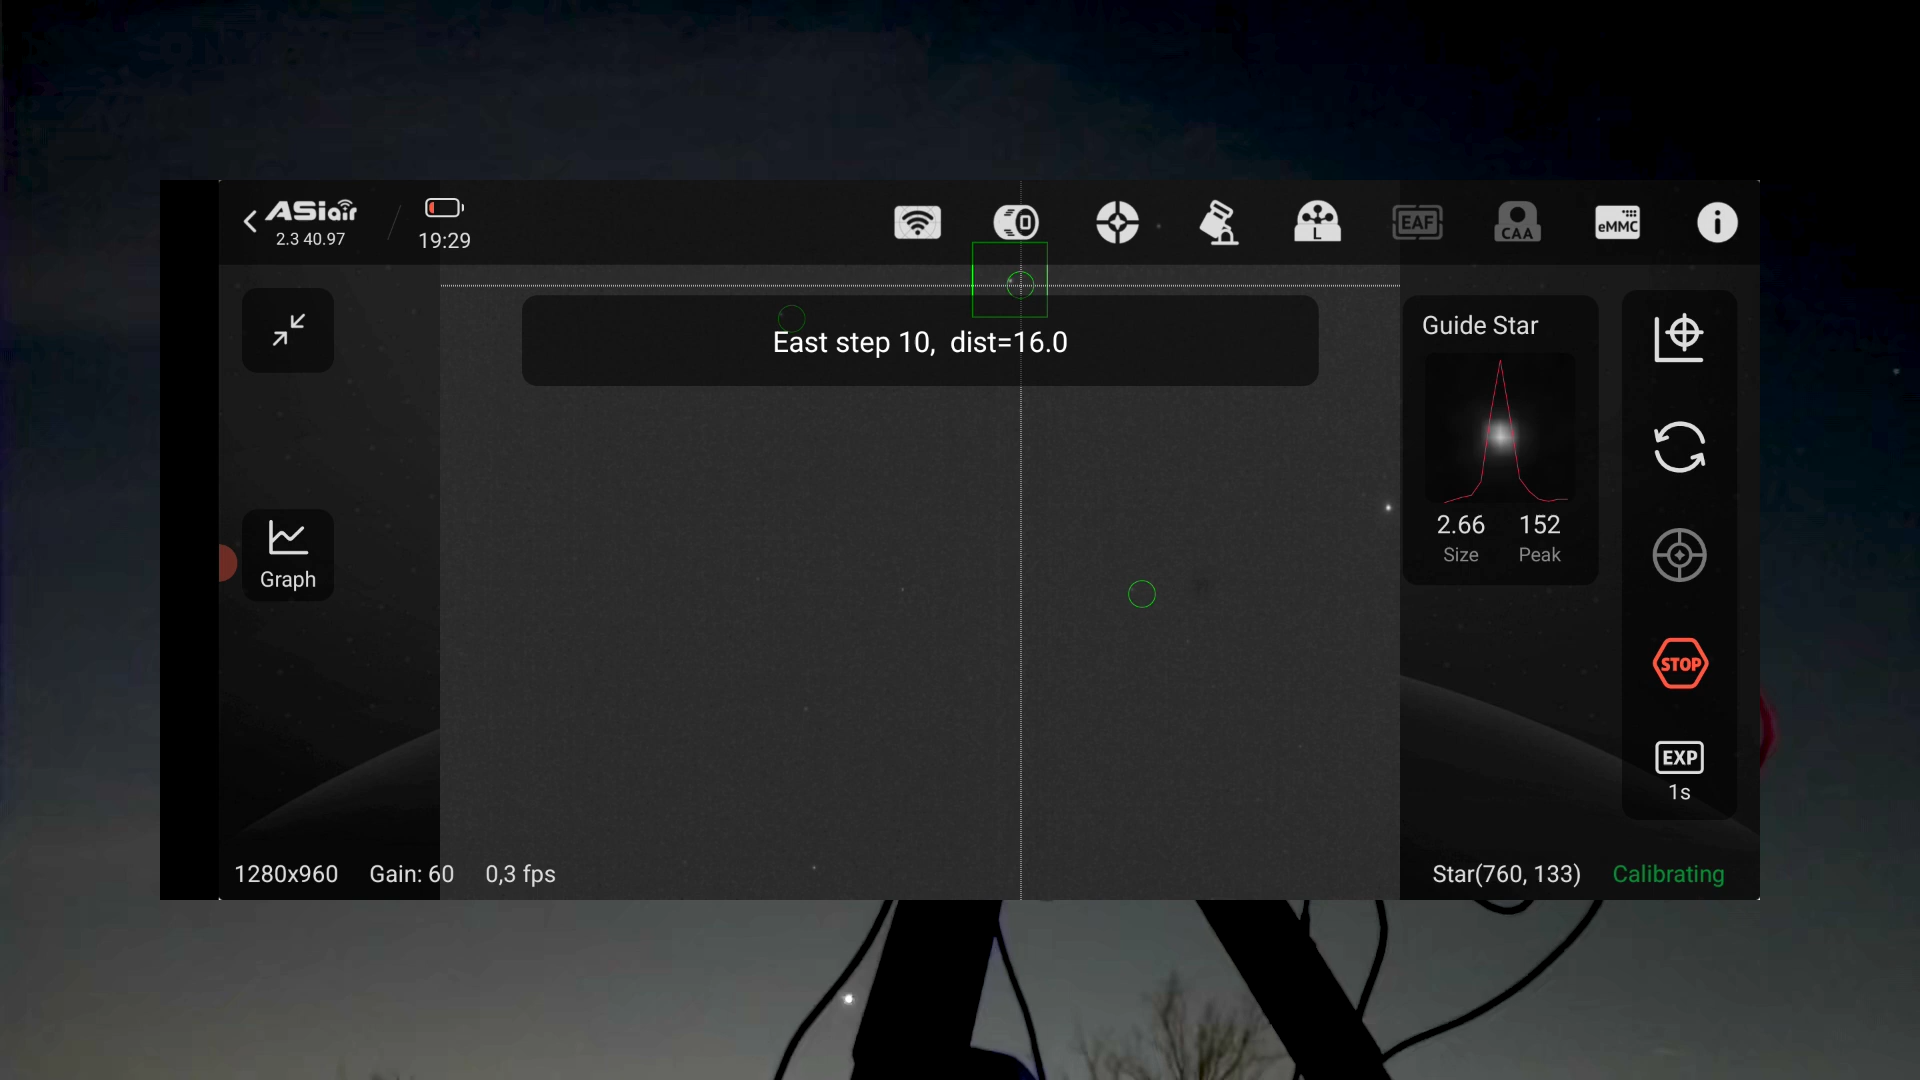 ASiair
2.3 40.97
19:29
L
EAF
CAA
eMMC
East step 10, dist=16.0
Guide Star
2.66 152
Size Peak
Graph
STOP
EXP
1s
1280x960 Gain: 60 0,3 fps
Star(760, 133) Calibrating